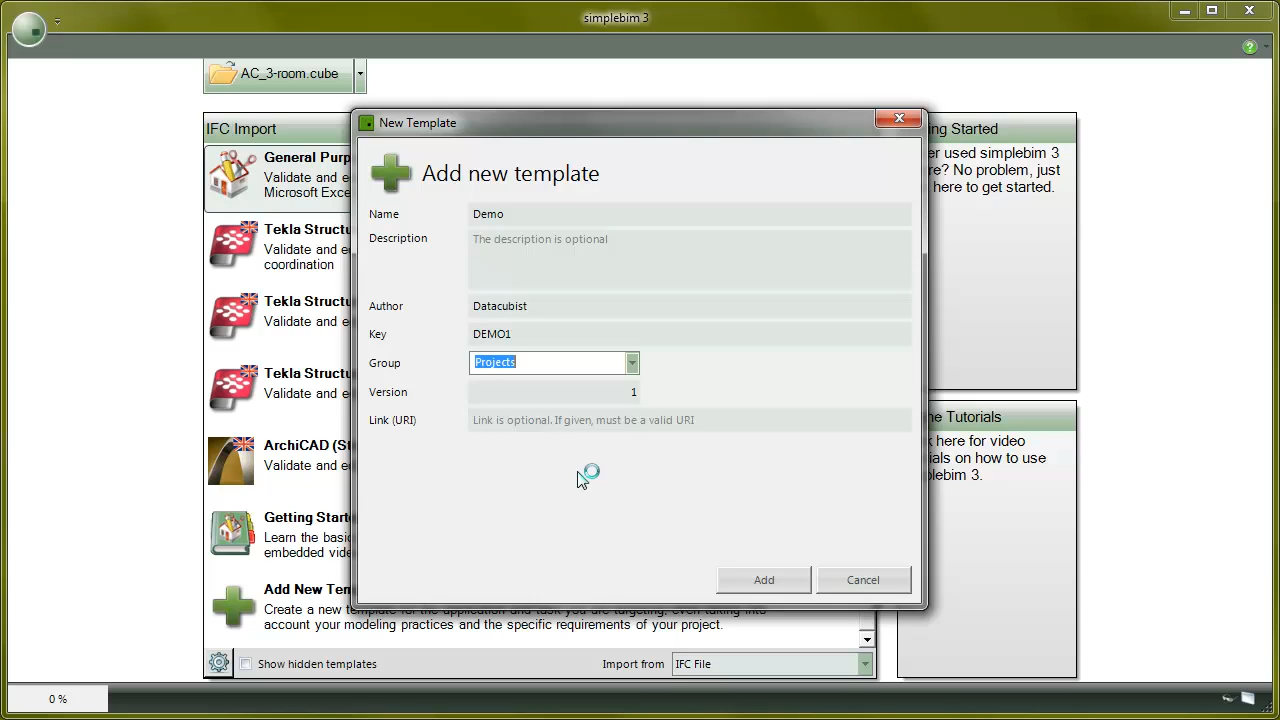 simplebim 3
AC_3-room.cube
IFC Import
General Purp
Validate and e
Microsoft Exce
Tekla Structu
Validate and e
coordination
Tekla Structu
Validate and e
Tekla Structu
Validate and e
ArchiCAD (St
Validate and e
Getting Starte
Learn the basic
embedded vide
Add New Tem
Create a new template for the application and task you are targeting, even taking into
account your modeling practices and the specific requirements of your project.
Show hidden templates
Import from
IFC File
New Template
Add new template
Name
Demo
Description
The description is optional
Author
Datacubist
Key
DEMO1
Group
Projects
Version
1
Link (URI)
Link is optional. If given, must be a valid URI
Add
Cancel
ng Started
er used simplebim 3
re? No problem, just
here to get started.
ne Tutorials
k here for video
ials on how to use
plebim 3.
0 %